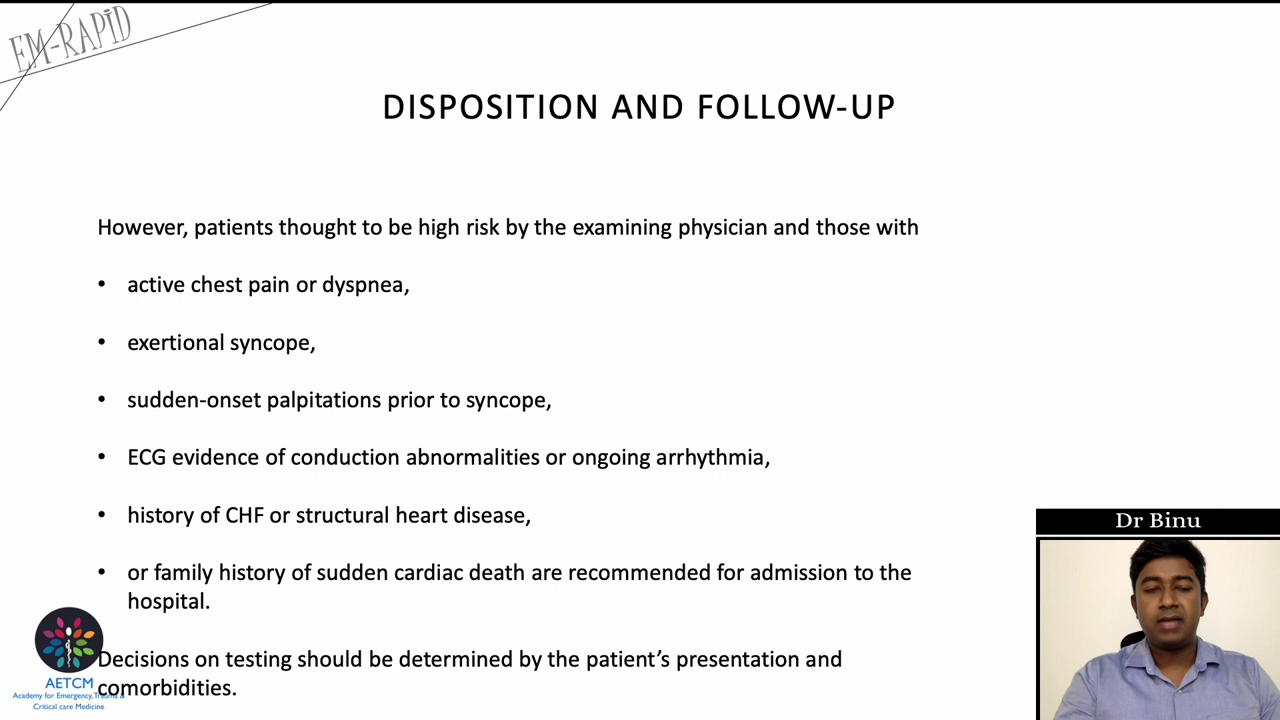 EM-RAPID
DISPOSITION AND FOLLOW-UP
However, patients thought to be high risk by the examining physician and those with
• active chest pain or dyspnea,
• exertional syncope,
• sudden-onset palpitations prior to syncope,
• ECG evidence of conduction abnormalities or ongoing arrhythmia,
• history of CHF or structural heart disease,
• or family history of sudden cardiac death are recommended for admission to the
hospital.
Decisions on testing should be determined by the patient's presentation and
comorbidities.
AETCM
Academy for Emergency, Trauma &
Critical care Medicine
Dr Binu